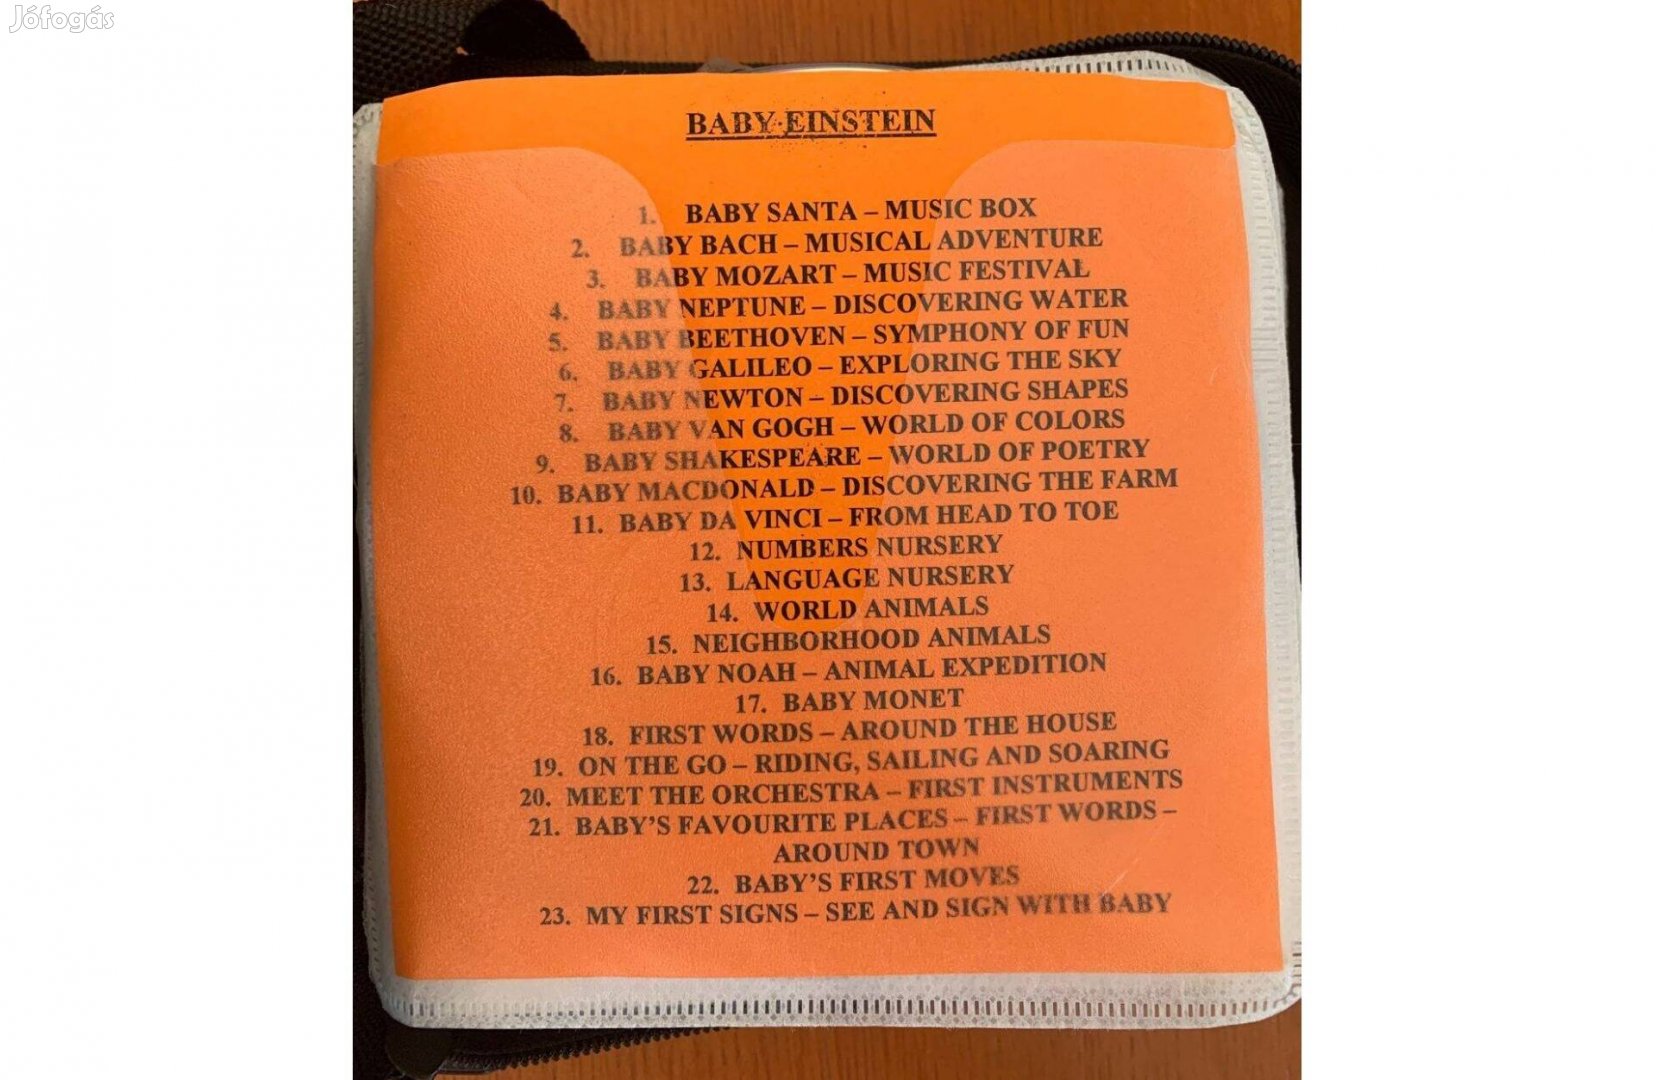 Jófogás
BABY EINSTEIN
1. BABY SANTA – MUSIC BOX
2. BABY BACH – MUSICAL ADVENTURE
3. BABY MOZART – MUSIC FESTIVAL
4. BABY NEPTUNE – DISCOVERING WATER
5. BABY BEETHOVEN – SYMPHONY OF FUN
6. BABY GALILEO – EXPLORING THE SKY
7. BABY NEWTON – DISCOVERING SHAPES
8. BABY VAN GOGH – WORLD OF COLORS
9. BABY SHAKESPEARE – WORLD OF POETRY
10. BABY MACDONALD – DISCOVERING THE FARM
11. BABY DA VINCI – FROM HEAD TO TOE
12. NUMBERS NURSERY
13. LANGUAGE NURSERY
14. WORLD ANIMALS
15. NEIGHBORHOOD ANIMALS
16. BABY NOAH – ANIMAL EXPEDITION
17. BABY MONET
18. FIRST WORDS – AROUND THE HOUSE
19. ON THE GO – RIDING, SAILING AND SOARING
20. MEET THE ORCHESTRA – FIRST INSTRUMENTS
21. BABY'S FAVOURITE PLACES – FIRST WORDS –
AROUND TOWN
22. BABY'S FIRST MOVES
23. MY FIRST SIGNS – SEE AND SIGN WITH BABY